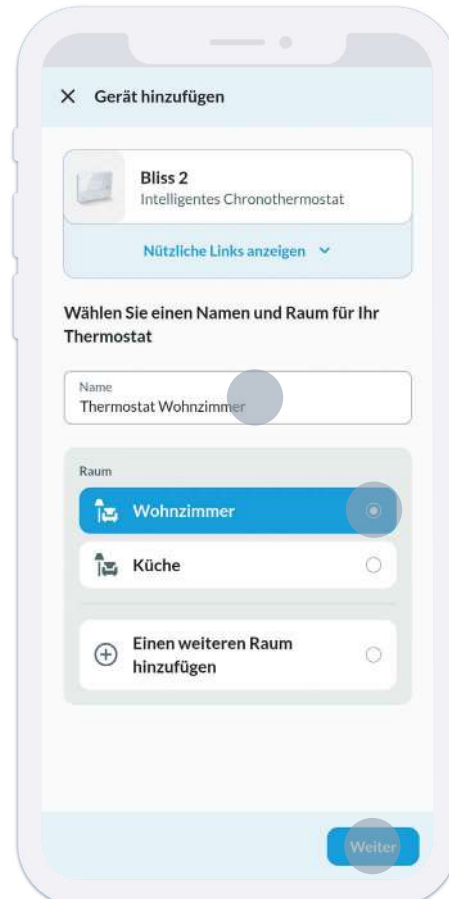 Gerät hinzufügen
Bliss 2
Intelligentes Chronothermostat
Nützliche Links anzeigen
Wählen Sie einen Namen und Raum für Ihr
Thermostat
Name
Thermostat Wohnzimmer
Raum
Wohnzimmer
Küche
Einen weiteren Raum
hinzufügen
Weiter